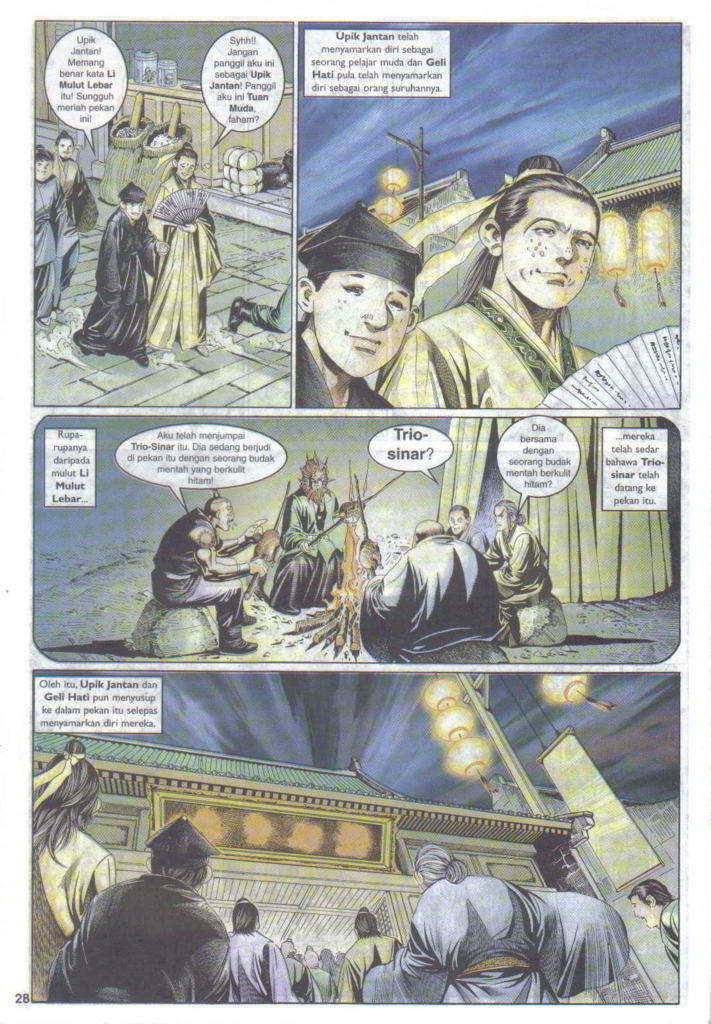 Upik
Jantan!
Memang
benar kata Li
Mulut Lebar
itu! Sungguh
meriah pekan
ini!
Syhh!!
Jangan
panggil aku ini
sebagai Upik
Jantan! Panggil
aku ini Tuan
Muda,
faham?
Upik Jantan telah
menyamarkan diri sebagai
seorang pelajar muda dan Geli
Hati pula telah menyamarkan
diri sebagai orang suruhannya.
Rupa-
rupanya
daripada
mulut Li
Mulut
Lebar...
Aku telah menjumpai
Trio-Sinar itu. Dia sedang berjudi
di pekan itu dengan seorang budak
mentah yang berkulit
hitam!
Trio-
sinar?
Dia
bersama
dengan
seorang budak
mentah hitam?
...mereka
telah sedar
bahawa Trio-
sinar telah
datang ke
pekan itu.
Oleh itu, Upik Jantan dan
Geli Hati pun menyusup
ke dalam pekan itu selepas
menyamarkan diri mereka.
28